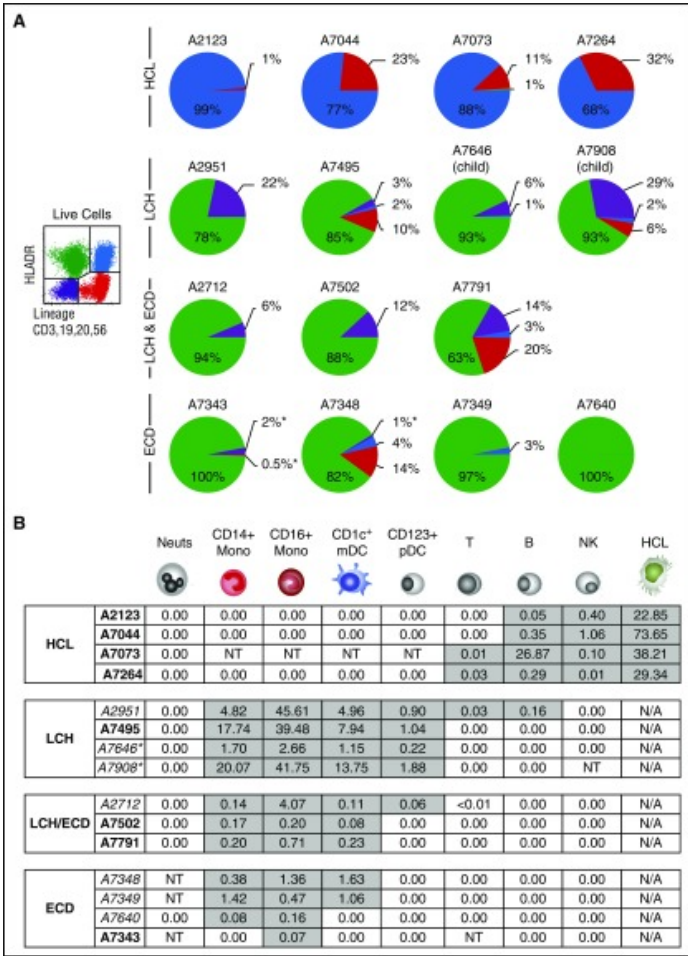 A
HCL
A2123
1%
99%
A7044
23%
77%
A7073
11%
1%
88%
A7264
32%
68%
LCH
A2951
22%
78%
A7495
3%
2%
10%
85%
A7646
(child)
6%
1%
93%
A7908
(child)
29%
2%
6%
93%
Live Cells
HLADR
Lineage
CD3,19,20,56
LCH & ECD
A2712
6%
94%
A7502
12%
88%
A7791
14%
3%
20%
63%
ECD
A7343
2%*
0.5%*
100%
A7348
1%*
4%
14%
82%
A7349
3%
97%
A7640
100%
B
Neuts CD14+ Mono CD16+ Mono CD1c+ mDC CD123+ pDC T B NK HCL
HCL
A2123 0.00 0.00 0.00 0.00 0.00 0.00 0.05 0.40 22.85
A7044 0.00 0.00 0.00 0.00 0.00 0.00 0.35 1.06 73.65
A7073 0.00 NT NT NT NT 0.01 26.87 0.10 38.21
A7264 0.00 0.00 0.00 0.00 0.00 0.03 0.29 0.01 29.34
LCH
A2951 0.00 4.82 45.61 4.96 0.90 0.03 0.16 0.00 N/A
A7495 0.00 17.74 39.48 7.94 1.04 0.00 0.00 0.00 N/A
A7646* 0.00 1.70 2.66 1.15 0.22 0.00 0.00 0.00 N/A
A7908* 0.00 20.07 41.75 13.75 1.88 0.00 0.00 NT N/A
LCH/ECD
A2712 0.00 0.14 4.07 0.11 0.06 <0.01 0.00 0.00 N/A
A7502 0.00 0.17 0.20 0.08 0.00 0.00 0.00 0.00 N/A
A7791 0.00 0.20 0.71 0.23 0.00 0.00 0.00 0.00 N/A
ECD
A7348 NT 0.38 1.36 1.63 0.00 0.00 0.00 0.00 N/A
A7349 NT 1.42 0.47 1.06 0.00 0.00 0.00 0.00 N/A
A7640 0.00 0.08 0.16 0.00 0.00 0.00 0.00 0.00 N/A
A7343 NT 0.00 0.07 0.00 0.00 NT 0.00 0.00 N/A